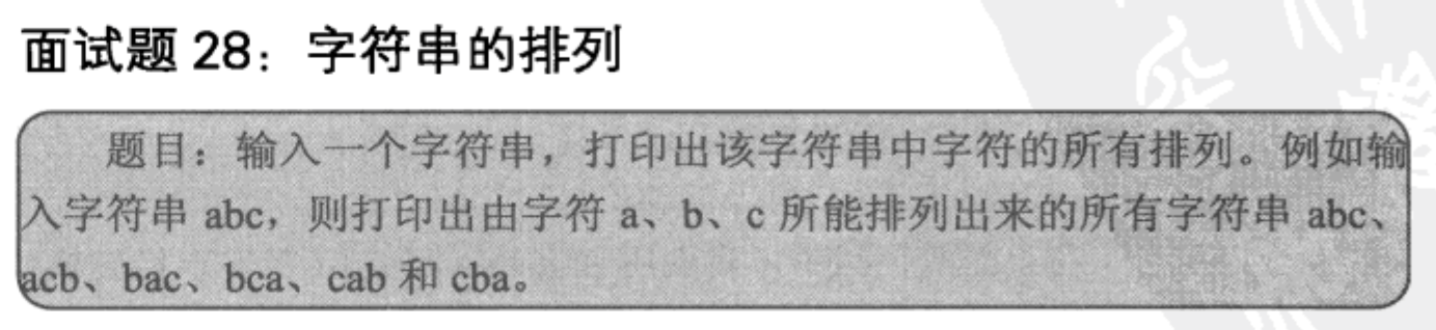 面试题 28：字符串的排列
题目：输入一个字符串，打印出该字符串中字符的所有排列。例如输
入字符串 abc，则打印出由字符 a、b、c 所能排列出来的所有字符串 abc、
acb、bac、bca、cab 和 cba。